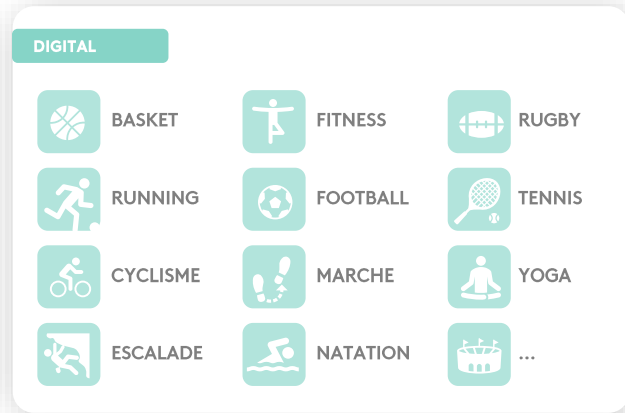 DIGITAL
BASKET
FITNESS
RUGBY
RUNNING
FOOTBALL
TENNIS
CYCLISME
MARCHE
YOGA
ESCALADE
NATATION
...